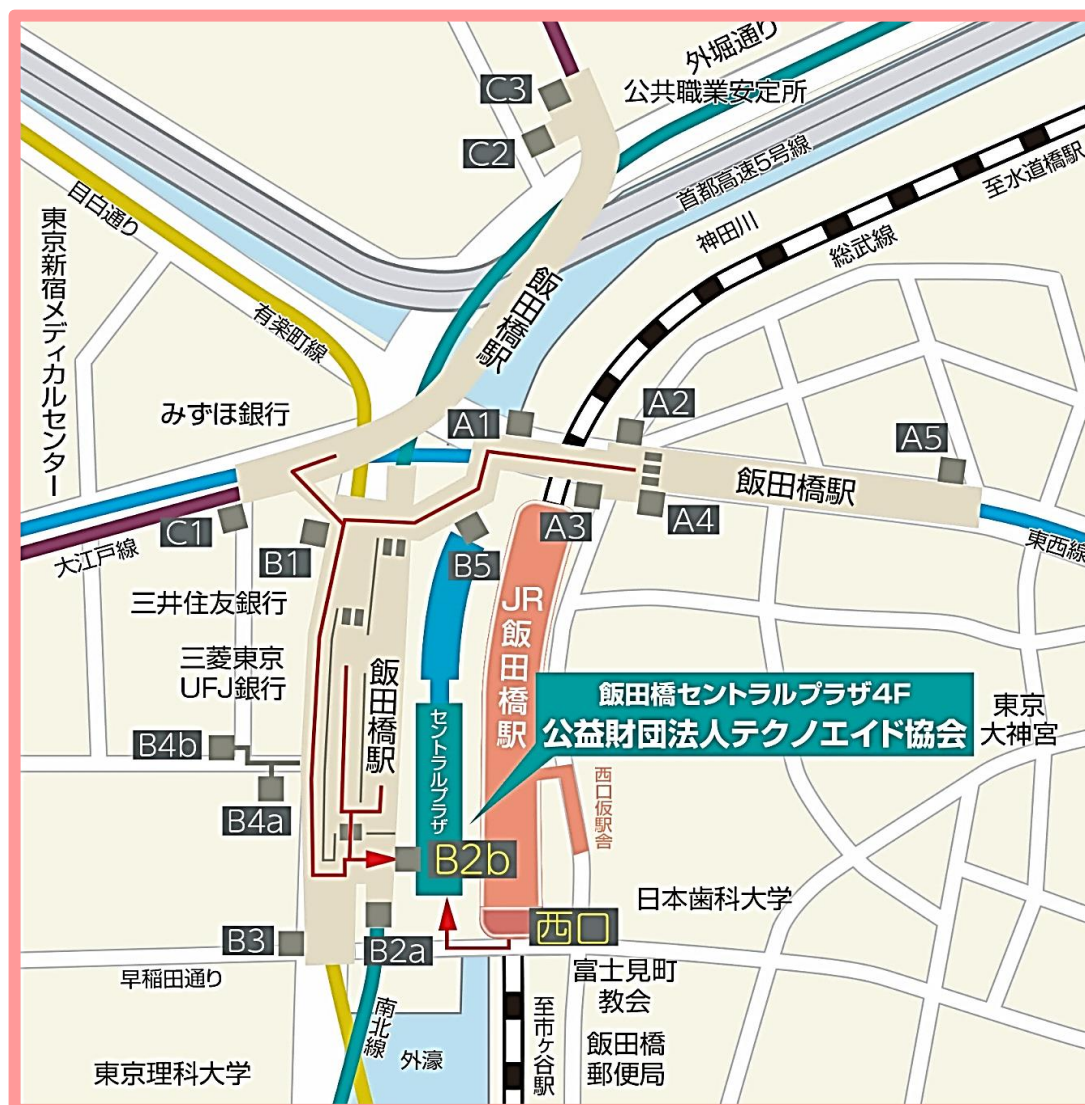 外堀通り
C3
公共職業安定所
C2
首都高速5号線
至水道橋駅
目白通り
神田川
総武線
東京新宿メディカルセンター
飯田橋駅
有楽町線
みずほ銀行
A1
A2
A5
飯田橋駅
A3
A4
C1
B1
B5
東西線
大江戸線
三井住友銀行
JR
飯田橋駅
三菱東京
UFJ銀行
飯田橋駅
セントラルプラザ
飯田橋セントラルプラザ4F
公益財団法人テクノエイド協会
東京
大神宮
B4b
西口仮駅舎
B4a
B2b
日本歯科大学
西口
B3
B2a
早稲田通り
富士見町
教会
南北線
至市ヶ谷駅
外濠
飯田橋
郵便局
東京理科大学